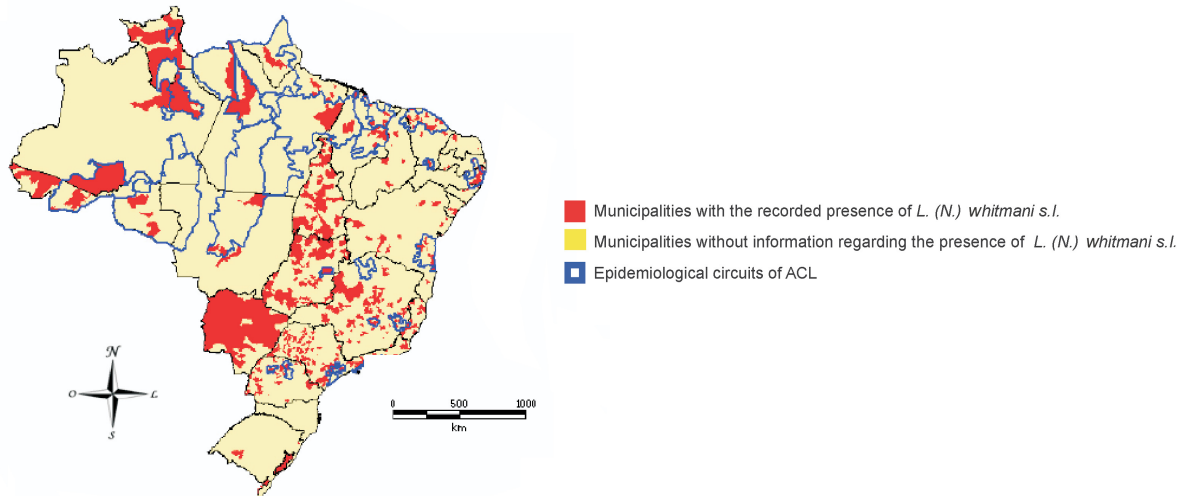 Municipalities with the recorded presence of L. (N.) whitmani s.l.
Municipalities without information regarding the presence of L. (N.) whitmani s.l.
Epidemiological circuits of ACL
N
O L
S
0 500 1000
km